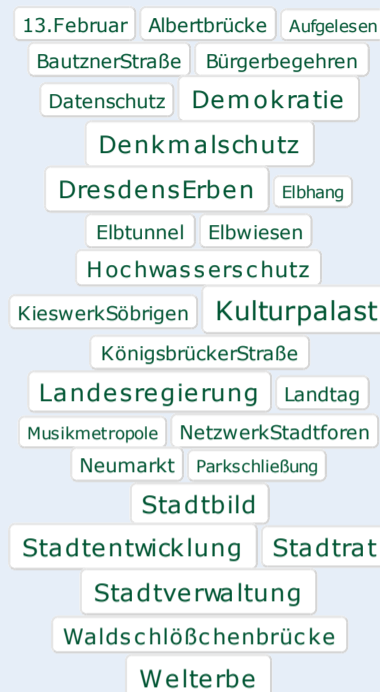 13.Februar Albertbrücke Aufgelesen
BautznerStraße Bürgerbegehren
Datenschutz Demokratie
Denkmalschutz
DresdensErben Elbhang
Elbtunnel Elbwiesen
Hochwasserschutz
KieswerkSöbrigen Kulturpalast
KönigsbrückerStraße
Landesregierung Landtag
Musikmetropole NetzwerkStadtforen
Neumarkt Parkschließung
Stadtbild
Stadtentwicklung Stadtrat
Stadtverwaltung
Waldschlößchenbrücke
Welterbe